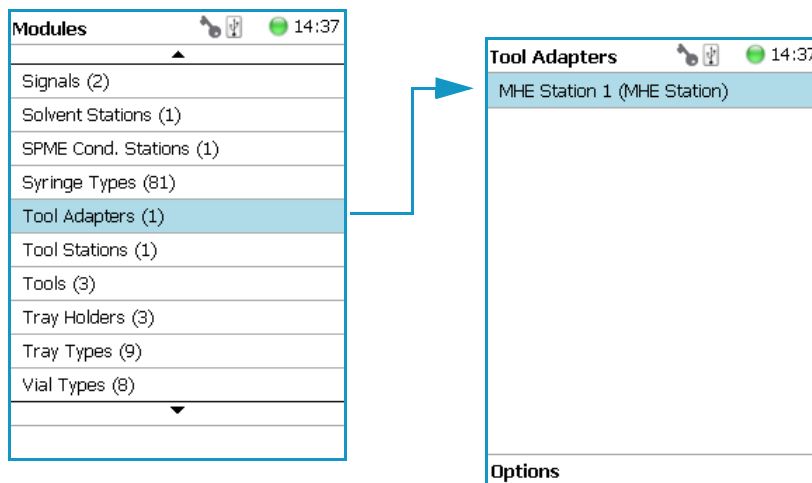 Modules 14:37
Signals (2)
Solvent Stations (1)
SPME Cond. Stations (1)
Syringe Types (81)
Tool Adapters (1)
Tool Stations (1)
Tools (3)
Tray Holders (3)
Tray Types (9)
Vial Types (8)
Tool Adapters 14:37
MHE Station 1 (MHE Station)
Options